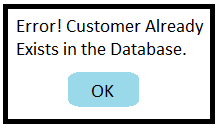 Error! Customer Already
Exists in the Database.
OK